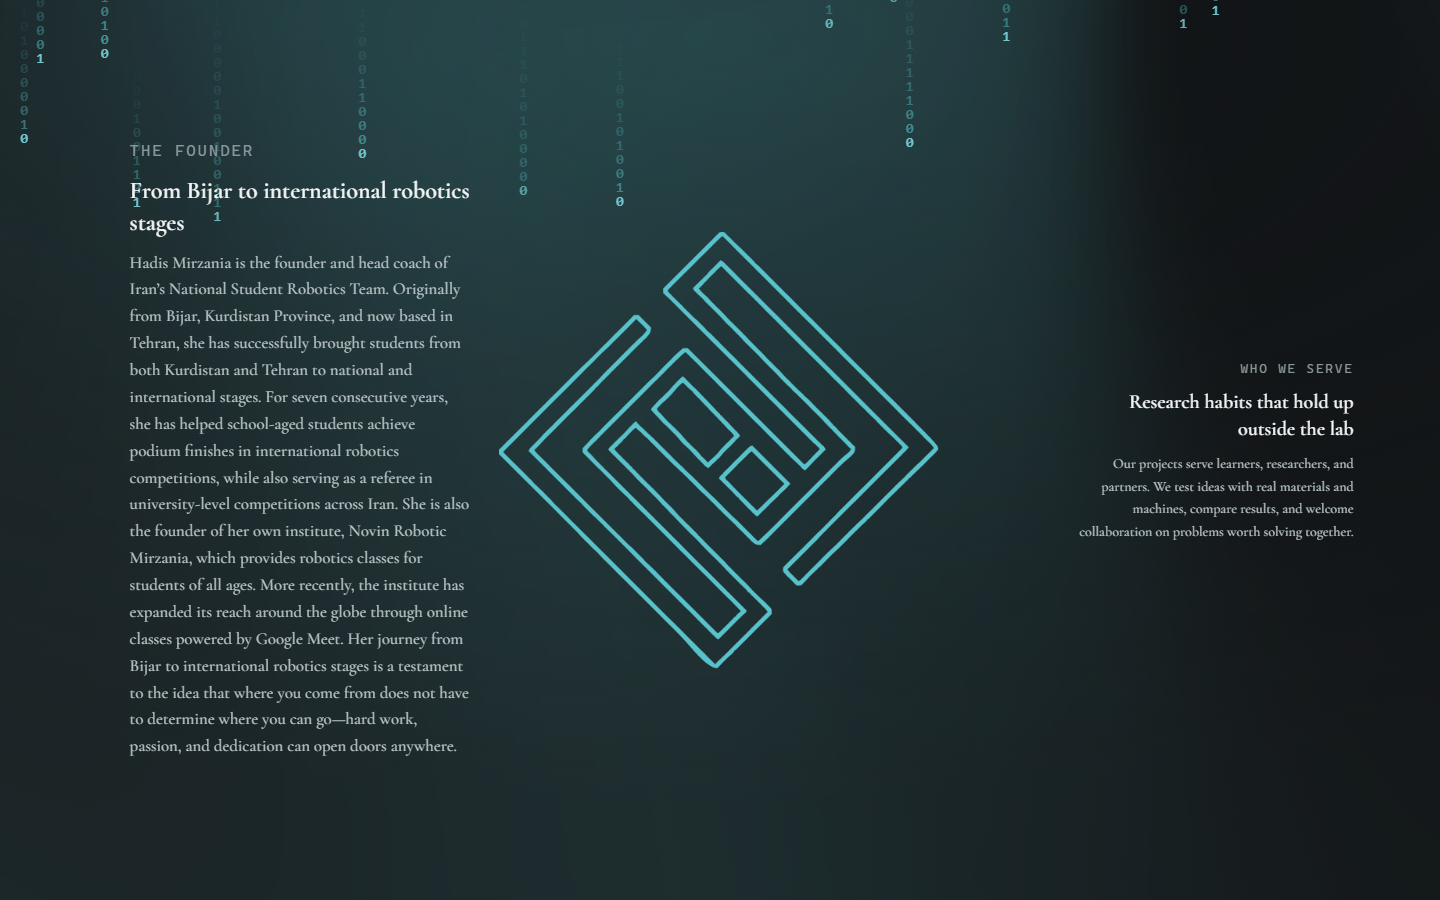 THE FOUNDER
From Bijar to international robotics
stages
Hadis Mirzania is the founder and head coach of
Iran’s National Student Robotics Team. Originally
from Bijar, Kurdistan Province, and now based in
Tehran, she has successfully brought students from
both Kurdistan and Tehran to national and
international stages. For seven consecutive years,
she has helped school-aged students achieve
podium finishes in international robotics
competitions, while also serving as a referee in
university-level competitions across Iran. She is also
the founder of her own institute, Novin Robotic
Mirzania, which provides robotics classes for
students of all ages. More recently, the institute has
expanded its reach around the globe through online
classes powered by Google Meet. Her journey from
Bijar to international robotics stages is a testament
to the idea that where you come from does not have
to determine where you can go—hard work,
passion, and dedication can open doors anywhere.
WHO WE SERVE
Research habits that hold up
outside the lab
Our projects serve learners, researchers, and
partners. We test ideas with real materials and
machines, compare results, and welcome
collaboration on problems worth solving together.